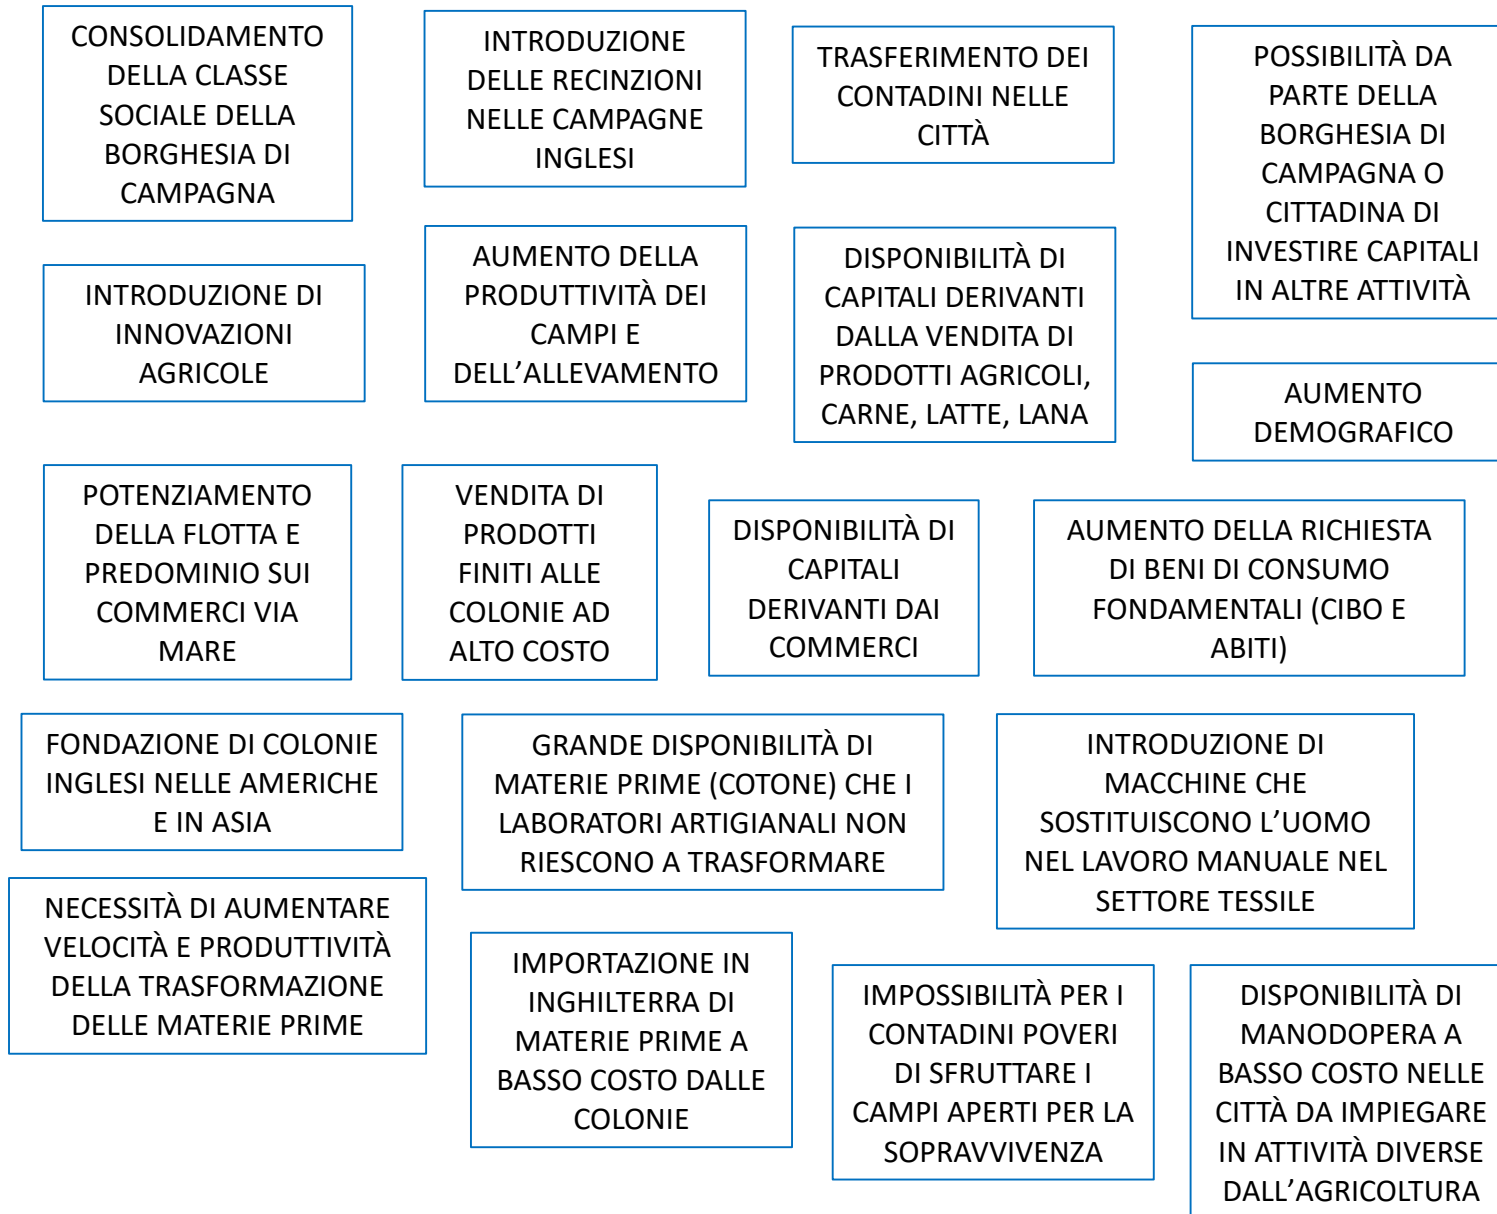 CONSOLIDAMENTO
DELLA CLASSE
SOCIALE DELLA
BORGHESIA DI
CAMPAGNA
INTRODUZIONE
DELLE RECINZIONI
NELLE CAMPAGNE
INGLESI
TRASFERIMENTO DEI
CONTADINI NELLE
CITTÀ
POSSIBILITÀ DA
PARTE DELLA
BORGHESIA DI
CAMPAGNA O
CITTADINA DI
INVESTIRE CAPITALI
IN ALTRE ATTIVITÀ
INTRODUZIONE DI
INNOVAZIONI
AGRICOLE
AUMENTO DELLA
PRODUTTIVITÀ DEI
CAMPI E
DELL’ALLEVAMENTO
DISPONIBILITÀ DI
CAPITALI DERIVANTI
DALLA VENDITA DI
PRODOTTI AGRICOLI,
CARNE, LATTE, LANA
AUMENTO
DEMOGRAFICO
POTENZIAMENTO
DELLA FLOTTA E
PREDOMINIO SUI
COMMERCI VIA
MARE
VENDITA DI
PRODOTTI
FINITI ALLE
COLONIE AD
ALTO COSTO
DISPONIBILITÀ DI
CAPITALI
DERIVANTI DAI
COMMERCI
AUMENTO DELLA RICHIESTA
DI BENI DI CONSUMO
FONDAMENTALI (CIBO E
ABITI)
FONDAZIONE DI COLONIE
INGLESI NELLE AMERICHE
E IN ASIA
GRANDE DISPONIBILITÀ DI
MATERIE PRIME (COTONE) CHE I
LABORATORI ARTIGIANALI NON
RIESCONO A TRASFORMARE
INTRODUZIONE DI
MACCHINE CHE
SOSTITUISCONO L’UOMO
NEL LAVORO MANUALE NEL
SETTORE TESSILE
NECESSITÀ DI AUMENTARE
VELOCITÀ E PRODUTTIVITÀ
DELLA TRASFORMAZIONE
DELLE MATERIE PRIME
IMPORTAZIONE IN
INGHILTERRA DI
MATERIE PRIME A
BASSO COSTO DALLE
COLONIE
IMPOSSIBILITÀ PER I
CONTADINI POVERI
DI SFRUTTARE I
CAMPI APERTI PER LA
SOPRAVVIVENZA
DISPONIBILITÀ DI
MANODOPERA A
BASSO COSTO NELLE
CITTÀ DA IMPIEGARE
IN ATTIVITÀ DIVERSE
DALL’AGRICOLTURA